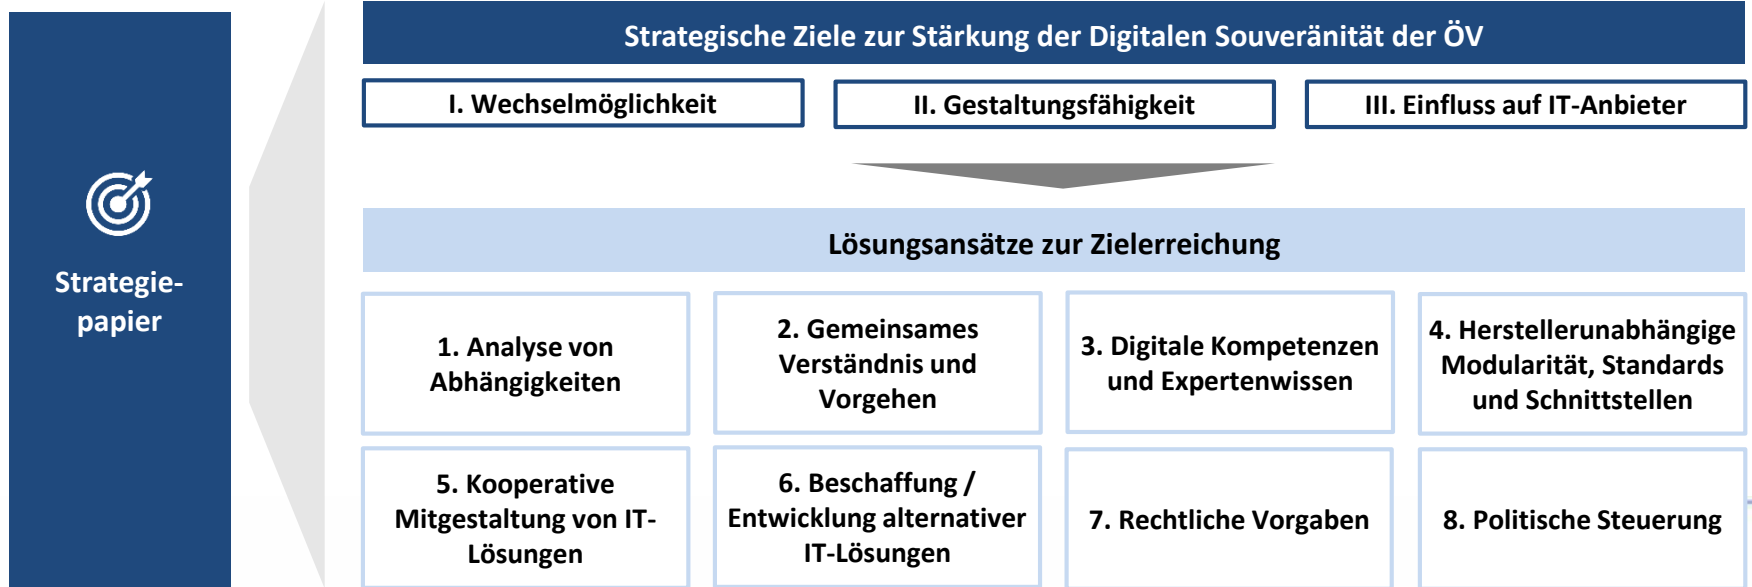 Strategie-
papier
Strategische Ziele zur Stärkung der Digitalen Souveränität der ÖV
I. Wechselmöglichkeit
II. Gestaltungsfähigkeit
III. Einfluss auf IT-Anbieter
Lösungsansätze zur Zielerreichung
1. Analyse von
Abhängigkeiten
2. Gemeinsames
Verständnis und
Vorgehen
3. Digitale Kompetenzen
und Expertenwissen
4. Herstellerunabhängige
Modularität, Standards
und Schnittstellen
5. Kooperative
Mitgestaltung von IT-
Lösungen
6. Beschaffung /
Entwicklung alternativer
IT-Lösungen
7. Rechtliche Vorgaben
8. Politische Steuerung